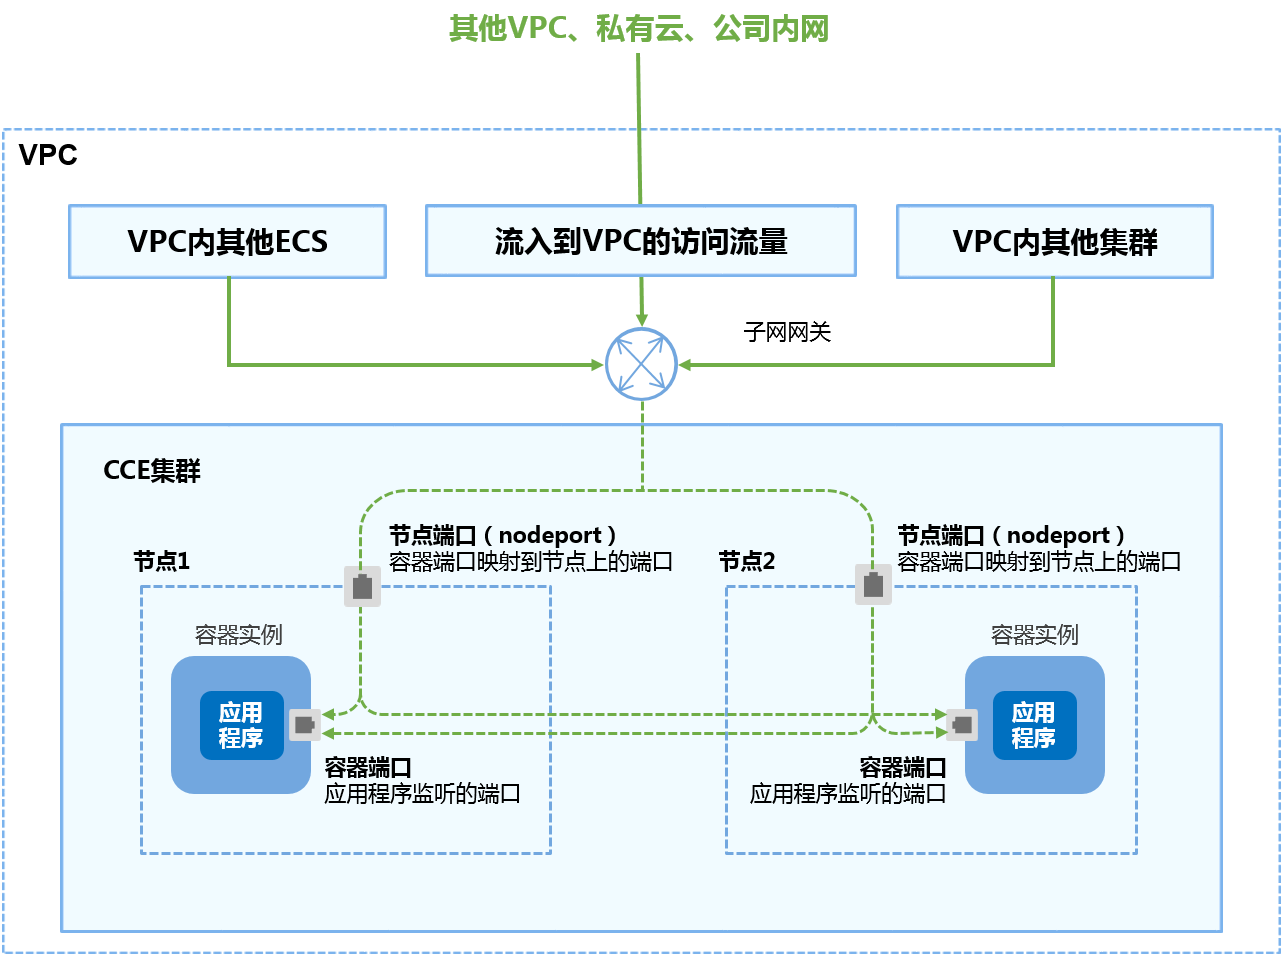 其他VPC、私有云、公司内网
VPC
VPC内其他ECS
流入到VPC的访问流量
VPC内其他集群
子网网关
CCE集群
节点端口（nodeport）
容器端口映射到节点上的端口
节点端口（nodeport）
容器端口映射到节点上的端口
节点1
节点2
容器实例
容器实例
应用
程序
应用
程序
容器端口
应用程序监听的端口
容器端口
应用程序监听的端口